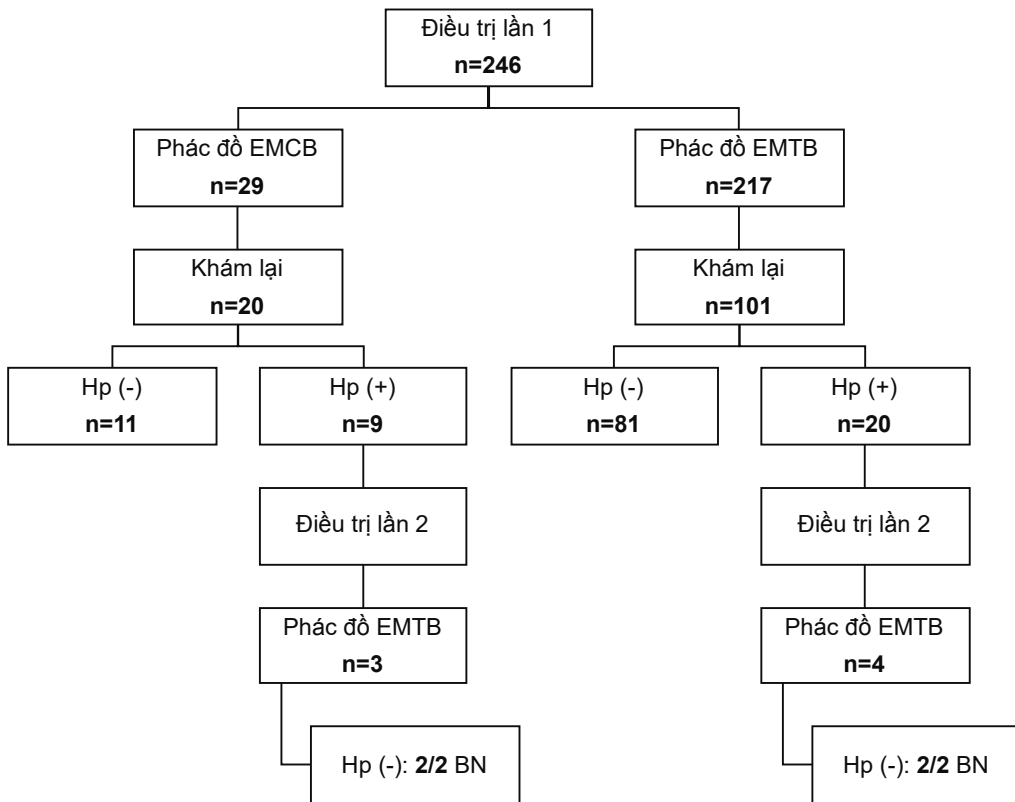 Điều trị lần 1
n=246
Phác đồ EMCB
n=29
Phác đồ EMTB
n=217
Khám lại
n=20
Khám lại
n=101
Hp (-)
n=11
Hp (+)
n=9
Hp (-)
n=81
Hp (+)
n=20
Điều trị lần 2
Điều trị lần 2
Phác đồ EMTB
n=3
Phác đồ EMTB
n=4
Hp (-): 2/2 BN
Hp (-): 2/2 BN